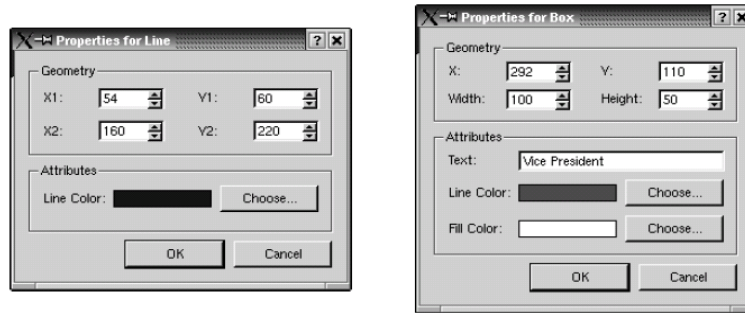 Properties for Line
Geometry
X1: 54 Y1: 60
X2: 160 Y2: 220
Attributes
Line Color: Choose...
OK Cancel
Properties for Box
Geometry
X: 292 Y: 110
Width: 100 Height: 50
Attributes
Text: Vice President
Line Color: Choose...
Fill Color: Choose...
OK Cancel